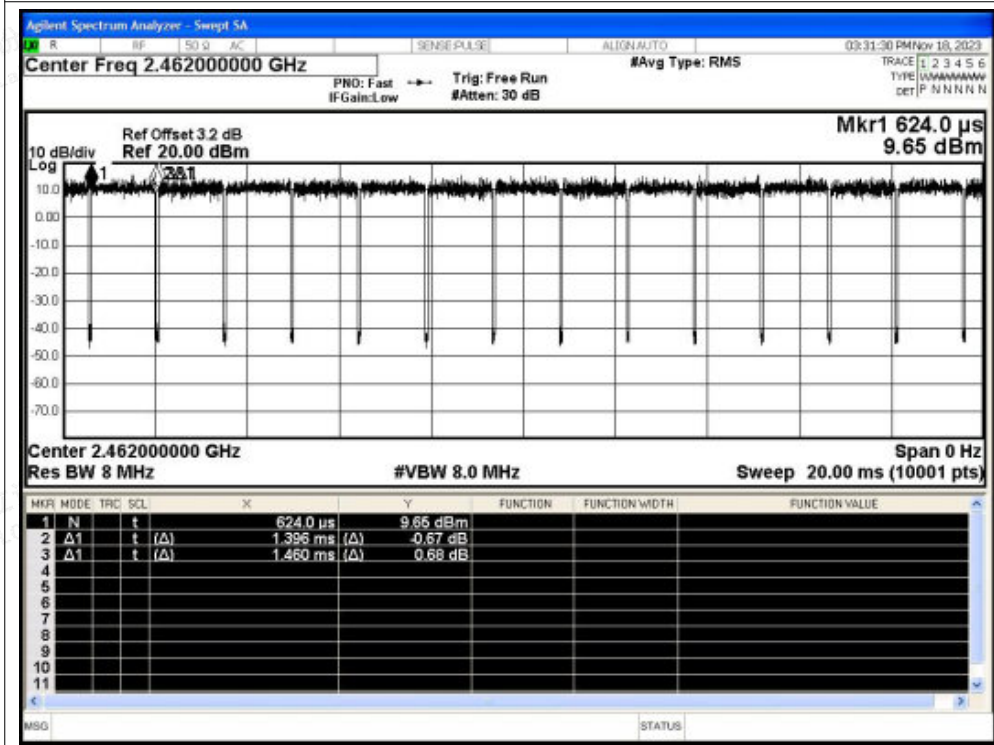 Agilent Spectrum Analyzer - Swept SA
R RF 50 Ω AC SENSE:PULSE ALIGN AUTO 03:31:30 PM Nov 18, 2023
Center Freq 2.462000000 GHz #Avg Type: RMS TRACE 1 2 3 4 5 6
PNO: Fast Trig: Free Run TYPE
IFGain:Low #Atten: 30 dB DET P N N N N N
Mkr1 624.0 µs
Ref Offset 3.2 dB
10 dB/div Ref 20.00 dBm 9.65 dBm
Log
1 2Δ1
10.0
0.00
-10.0
-20.0
-30.0
-40.0
-50.0
-60.0
-70.0
Center 2.462000000 GHz Span 0 Hz
Res BW 8 MHz #VBW 8.0 MHz Sweep 20.00 ms (10001 pts)
MKR MODE TRC SCL X Y FUNCTION FUNCTION WIDTH FUNCTION VALUE
1 N t 624.0 µs 9.65 dBm
2 Δ1 t (Δ) 1.396 ms (Δ) -0.67 dB
3 Δ1 t (Δ) 1.460 ms (Δ) 0.68 dB
4
5
6
7
8
9
10
11
MSG STATUS